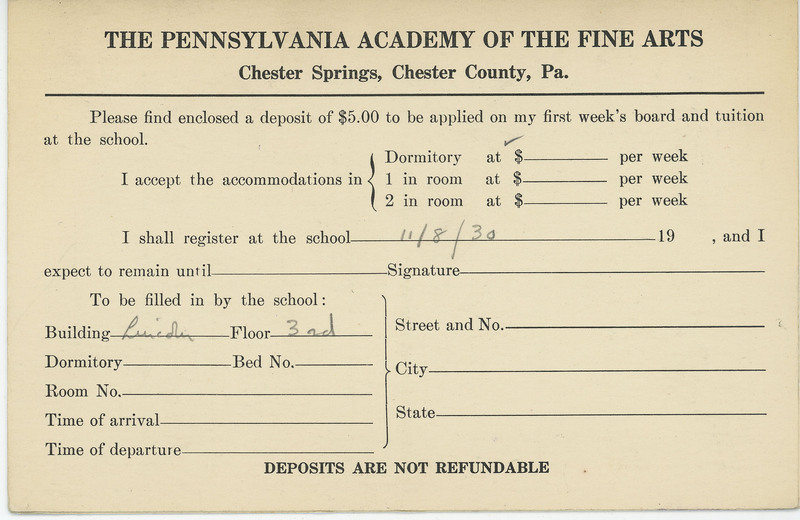 THE PENNSYLVANIA ACADEMY OF THE FINE ARTS
Chester Springs, Chester County, Pa.
Please find enclosed a deposit of $5.00 to be applied on my first week's board and tuition
at the school.
I accept the accommodations in
Dormitory at $ per week
1 in room at $ per week
2 in room at $ per week
I shall register at the school 11/8/30 19 , and I
expect to remain until Signature
To be filled in by the school:
Building Lincoln Floor 3rd
Dormitory Bed No.
Room No.
Time of arrival
Time of departure
Street and No.
City
State
DEPOSITS ARE NOT REFUNDABLE